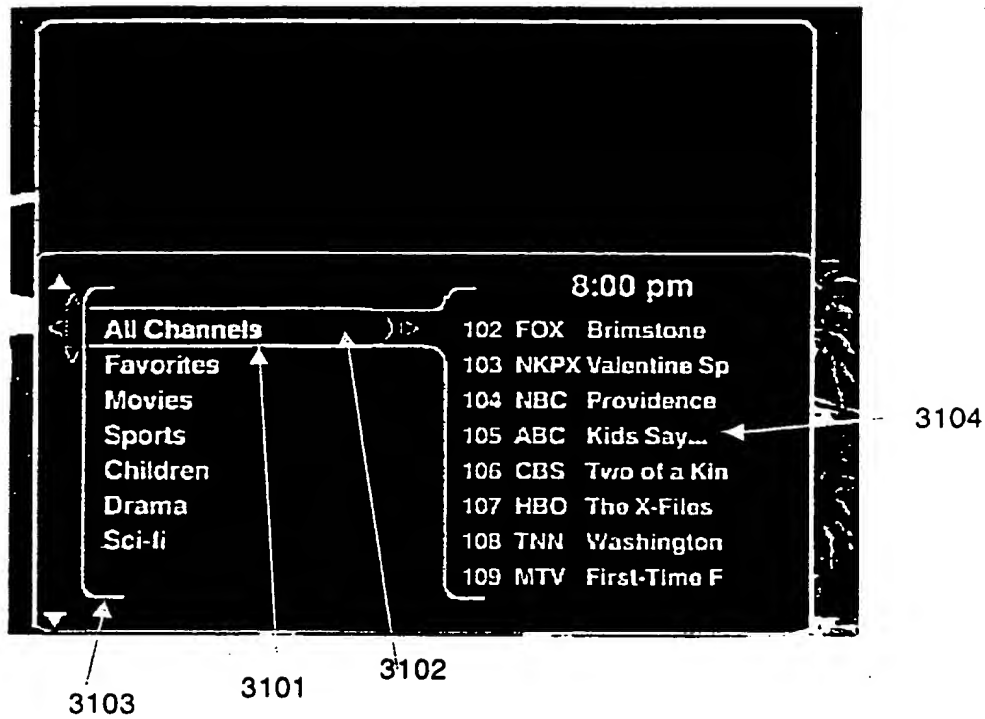 8:00 pm
All Channels
Favorites
Movies
Sports
Children
Drama
Sci-fi
102 FOX Brimstone
103 NKPX Valentine Sp
104 NBC Providence
105 ABC Kids Say...
106 CBS Two of a Kin
107 HBO The X-Files
108 TNN Washington
109 MTV First-Time F
3104
3103
3101
3102